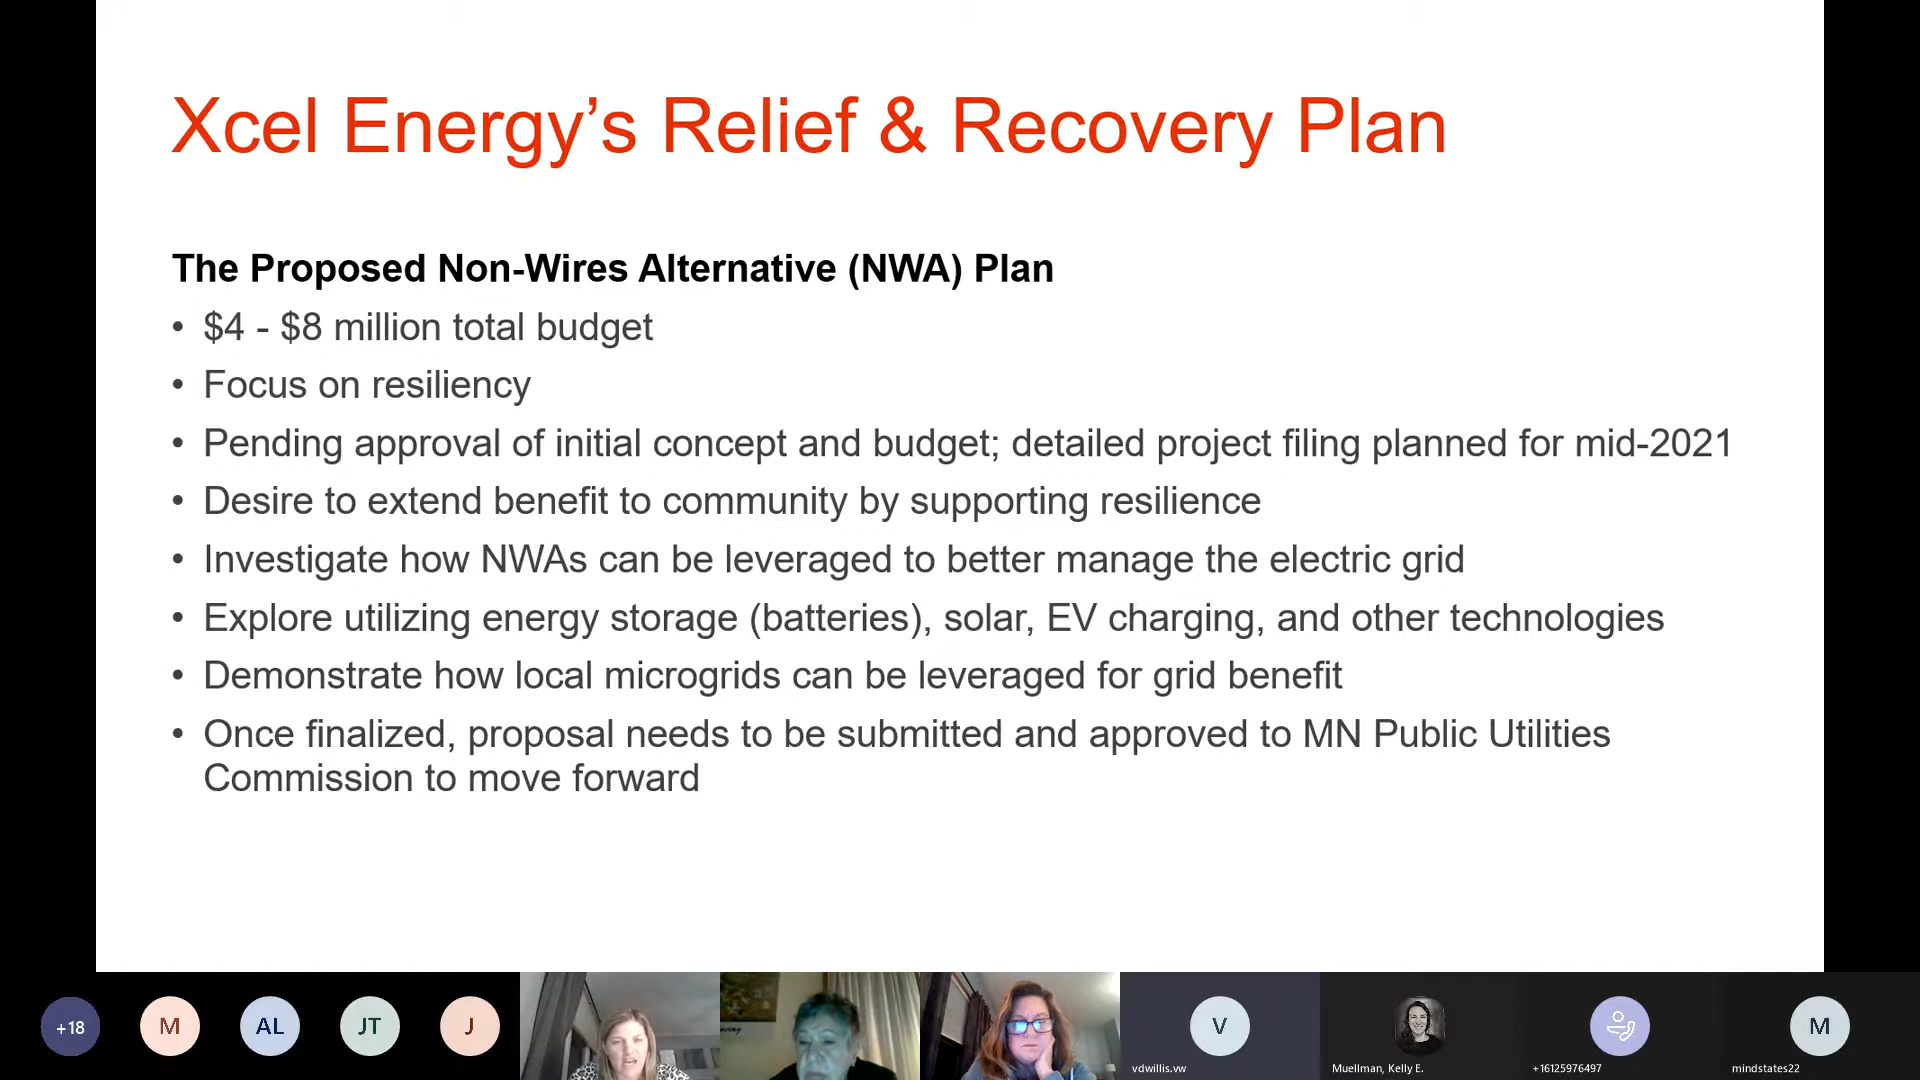 Xcel Energy’s Relief & Recovery Plan
The Proposed Non-Wires Alternative (NWA) Plan
• $4 - $8 million total budget
• Focus on resiliency
• Pending approval of initial concept and budget; detailed project filing planned for mid-2021
• Desire to extend benefit to community by supporting resilience
• Investigate how NWAs can be leveraged to better manage the electric grid
• Explore utilizing energy storage (batteries), solar, EV charging, and other technologies
• Demonstrate how local microgrids can be leveraged for grid benefit
• Once finalized, proposal needs to be submitted and approved to MN Public Utilities
Commission to move forward
+18
M
AL
JT
J
V
M
vdwillis.vw
Muellman, Kelly E.
+16125976497
mindstates22